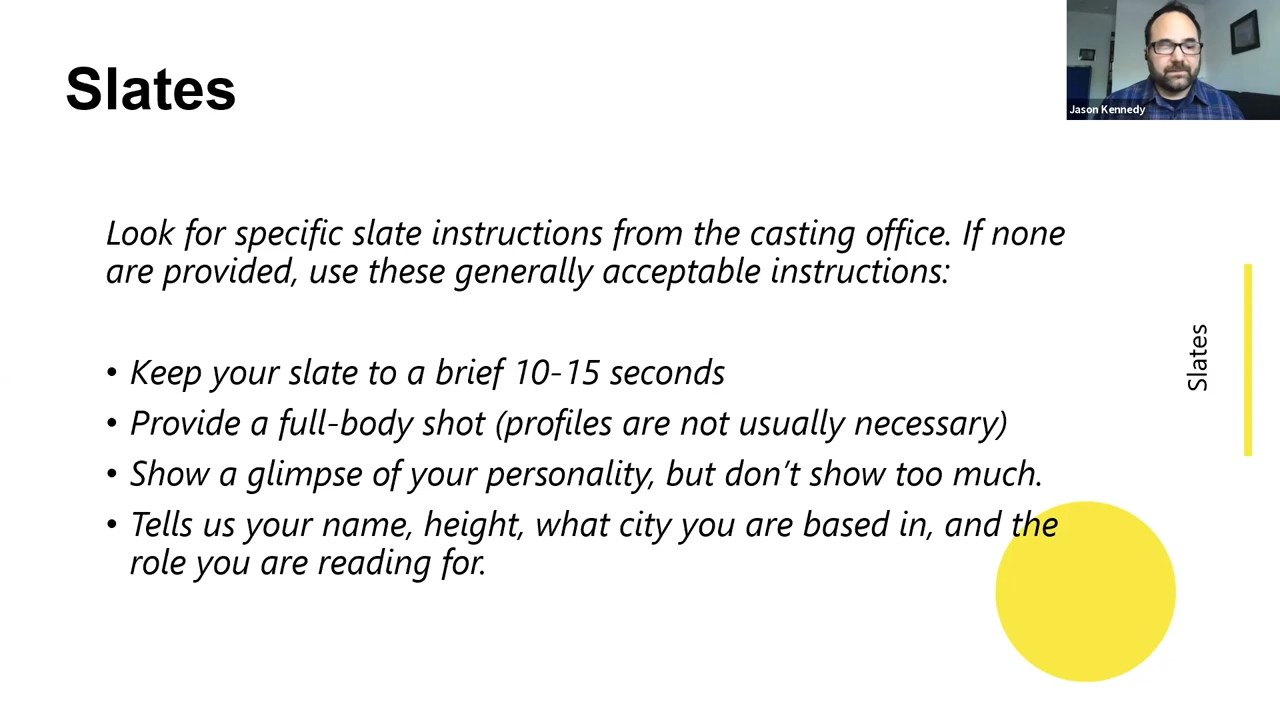 Slates
Jason Kennedy
Look for specific slate instructions from the casting office. If none
are provided, use these generally acceptable instructions:
• Keep your slate to a brief 10-15 seconds
• Provide a full-body shot (profiles are not usually necessary)
• Show a glimpse of your personality, but don’t show too much.
• Tells us your name, height, what city you are based in, and the
role you are reading for.
Slates